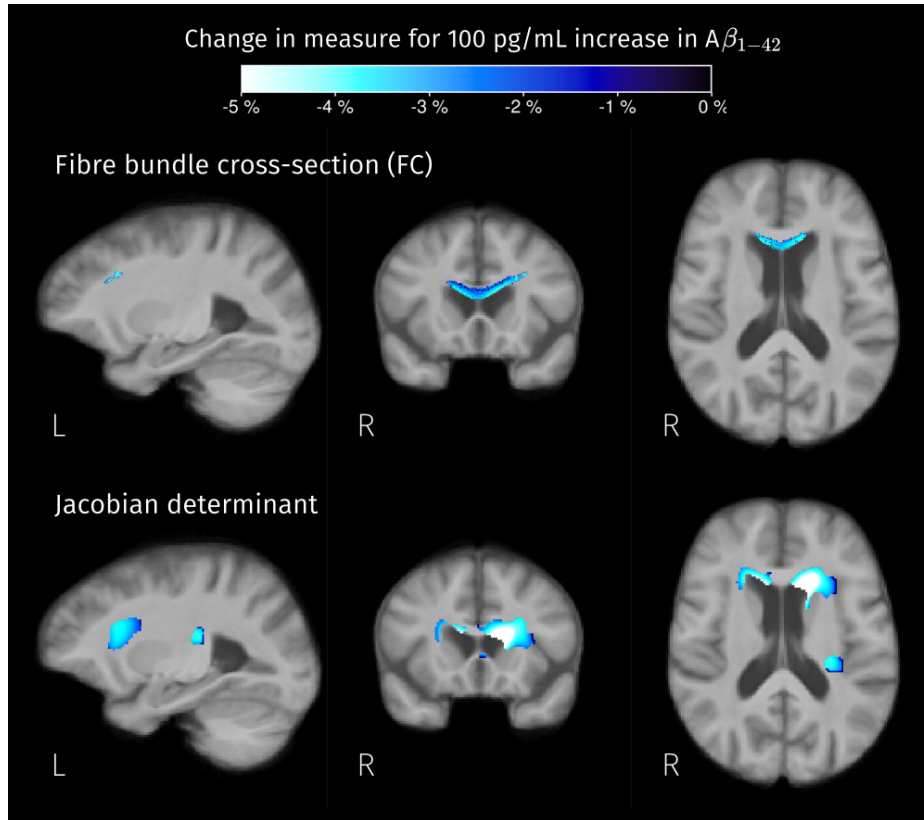 Change in measure for 100 pg/mL increase in Aβ₁₋₄₂
-5 % -4 % -3 % -2 % -1 % 0 %
Fibre bundle cross-section (FC)
L R R
Jacobian determinant
L R R